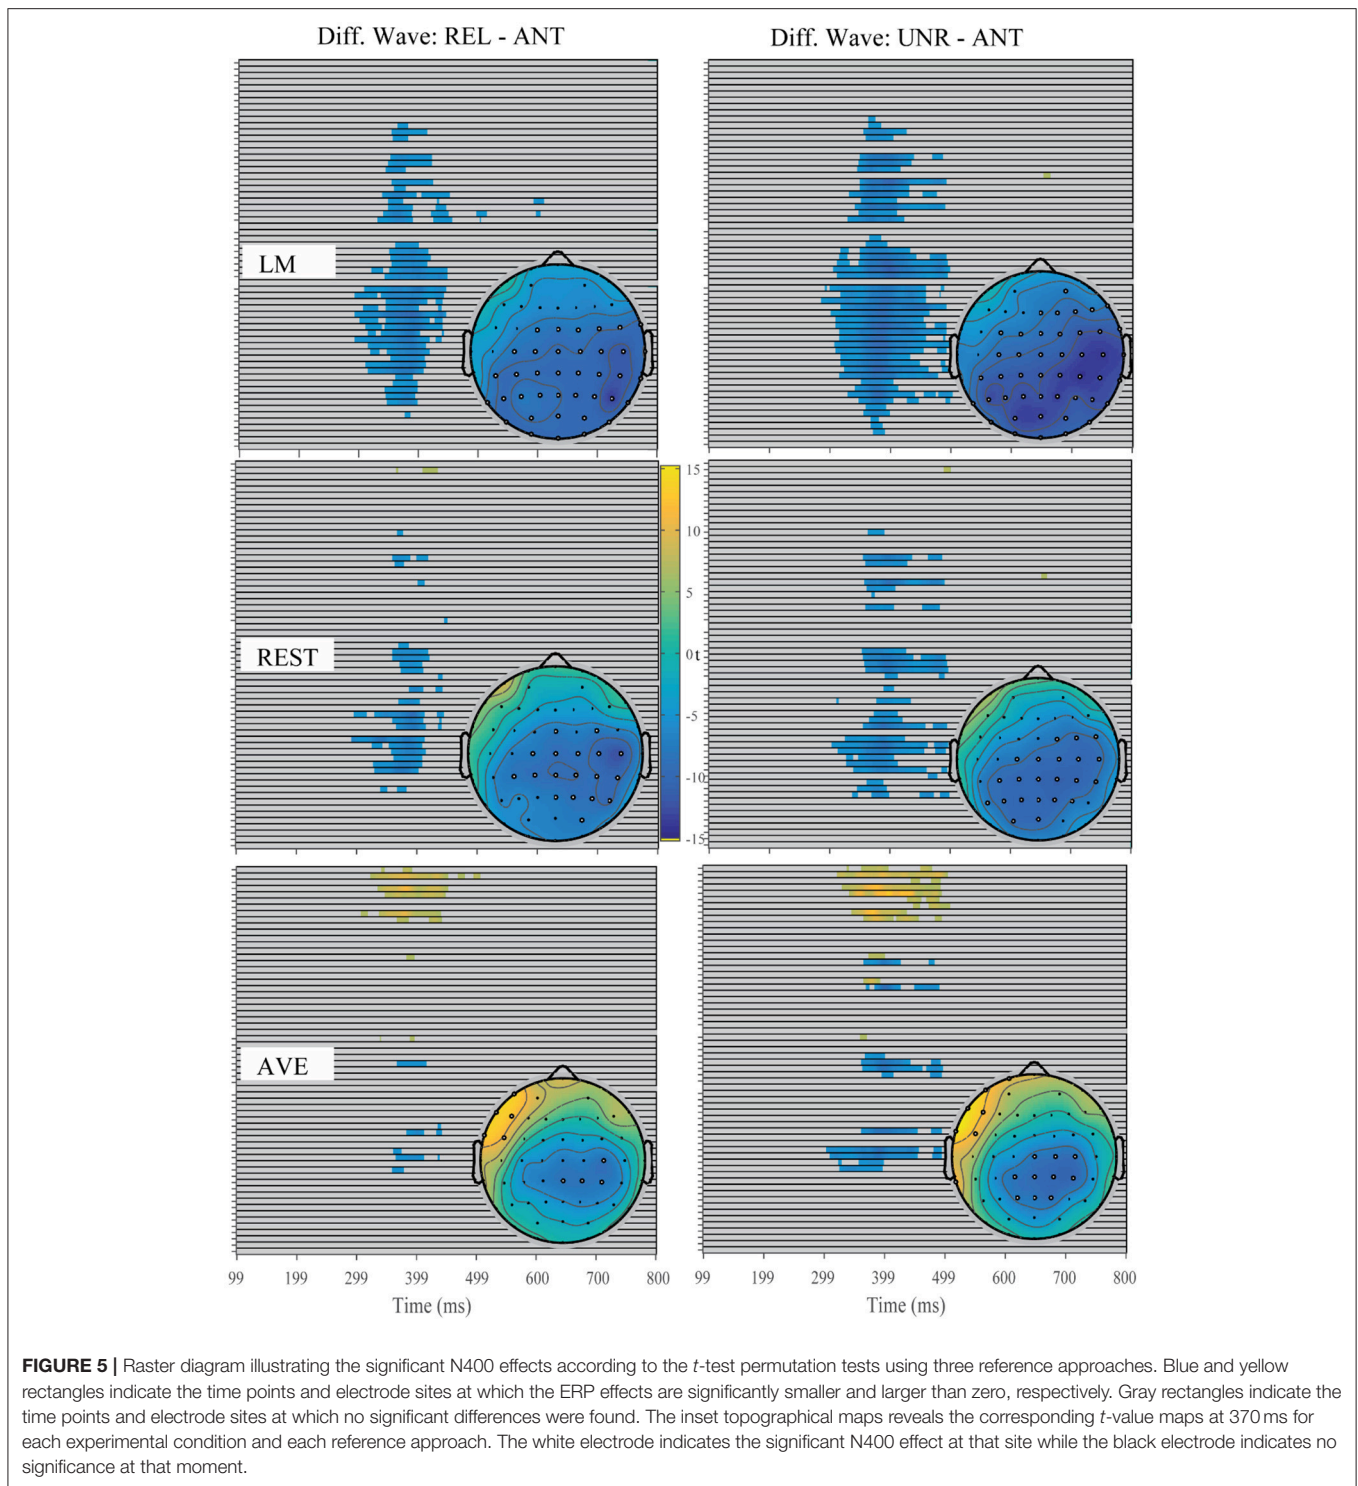 Diff. Wave: REL - ANT
Diff. Wave: UNR - ANT
LM
REST
15
10
5
0 t
-5
-10
-15
AVE
99 199 299 399 499 600 700 800
Time (ms)
99 199 299 399 499 600 700 800
Time (ms)
FIGURE 5 | Raster diagram illustrating the significant N400 effects according to the t-test permutation tests using three reference approaches. Blue and yellow
rectangles indicate the time points and electrode sites at which the ERP effects are significantly smaller and larger than zero, respectively. Gray rectangles indicate the
time points and electrode sites at which no significant differences were found. The inset topographical maps reveals the corresponding t-value maps at 370 ms for
each experimental condition and each reference approach. The white electrode indicates the significant N400 effect at that site while the black electrode indicates no
significance at that moment.